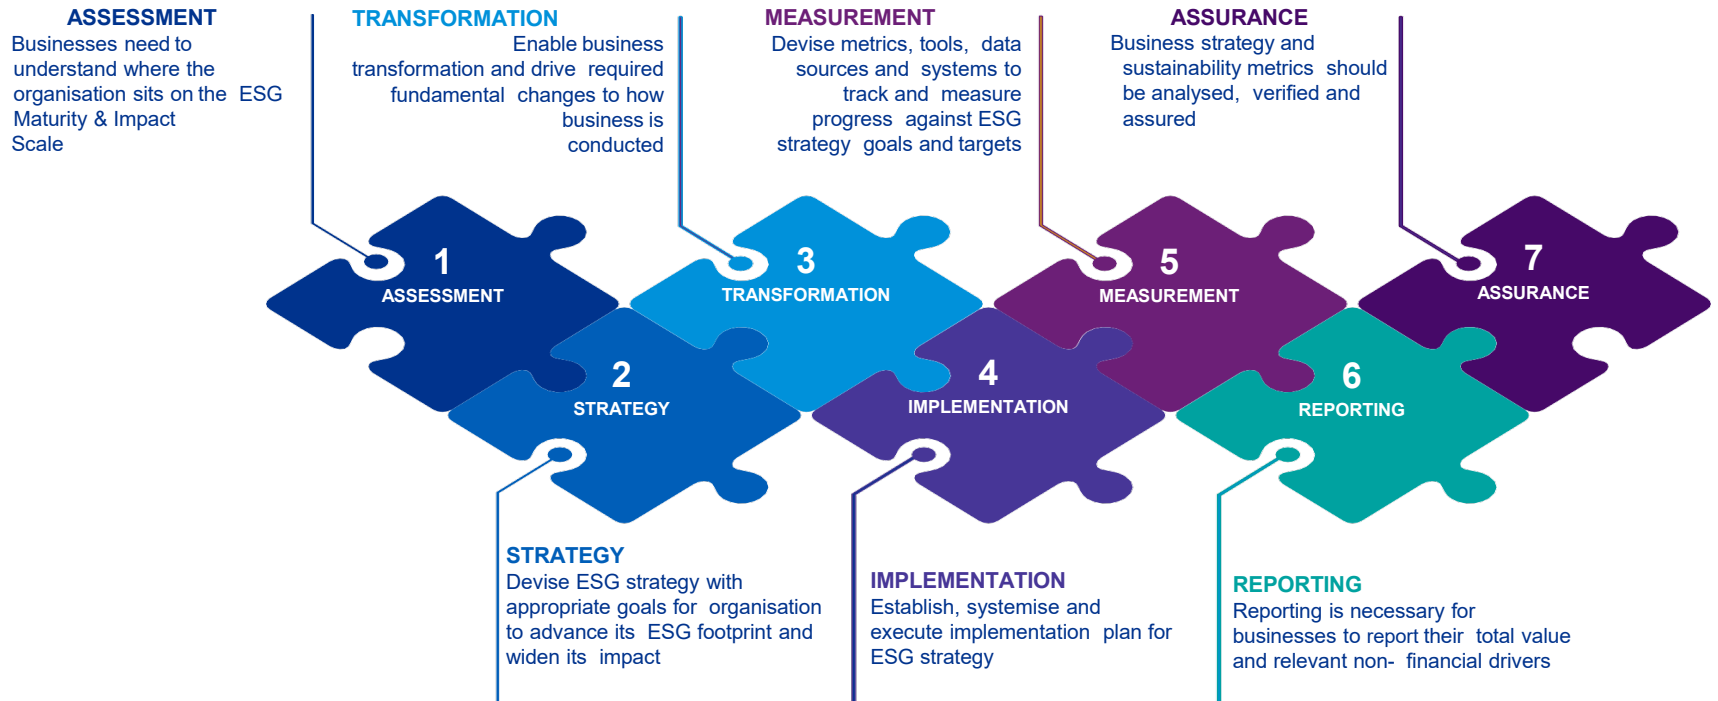 ASSESSMENT
Businesses need to
understand where the
organisation sits on the ESG
Maturity & Impact
Scale
TRANSFORMATION
Enable business
transformation and drive required
fundamental changes to how
business is
conducted
MEASUREMENT
Devise metrics, tools, data
sources and systems to
track and measure
progress against ESG
strategy goals and targets
ASSURANCE
Business strategy and
sustainability metrics should
be analysed, verified and
assured
1
ASSESSMENT
2
STRATEGY
3
TRANSFORMATION
4
IMPLEMENTATION
5
MEASUREMENT
6
REPORTING
7
ASSURANCE
STRATEGY
Devise ESG strategy with
appropriate goals for organisation
to advance its ESG footprint and
widen its impact
IMPLEMENTATION
Establish, systemise and
execute implementation plan for
ESG strategy
REPORTING
Reporting is necessary for
businesses to report their total value
and relevant non- financial drivers